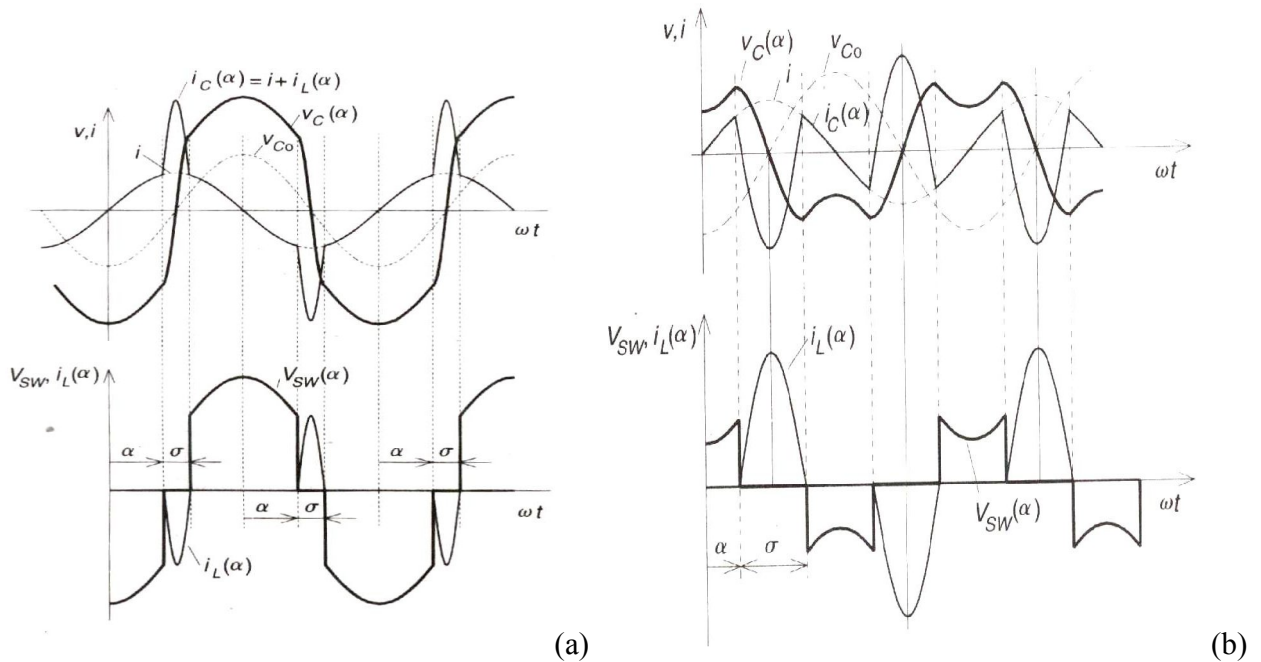 i_C(α) = i + i_L(α)
v_C(α)
v,i
i
v_Co
ωt
V_SW, i_L(α)
V_SW(α)
α
σ
α
σ
α
σ
ωt
i_L(α)
(a)
v,i
v_C(α)
v_Co
i
i_C(α)
ωt
V_SW, i_L(α)
i_L(α)
V_SW(α)
ωt
α
σ
(b)